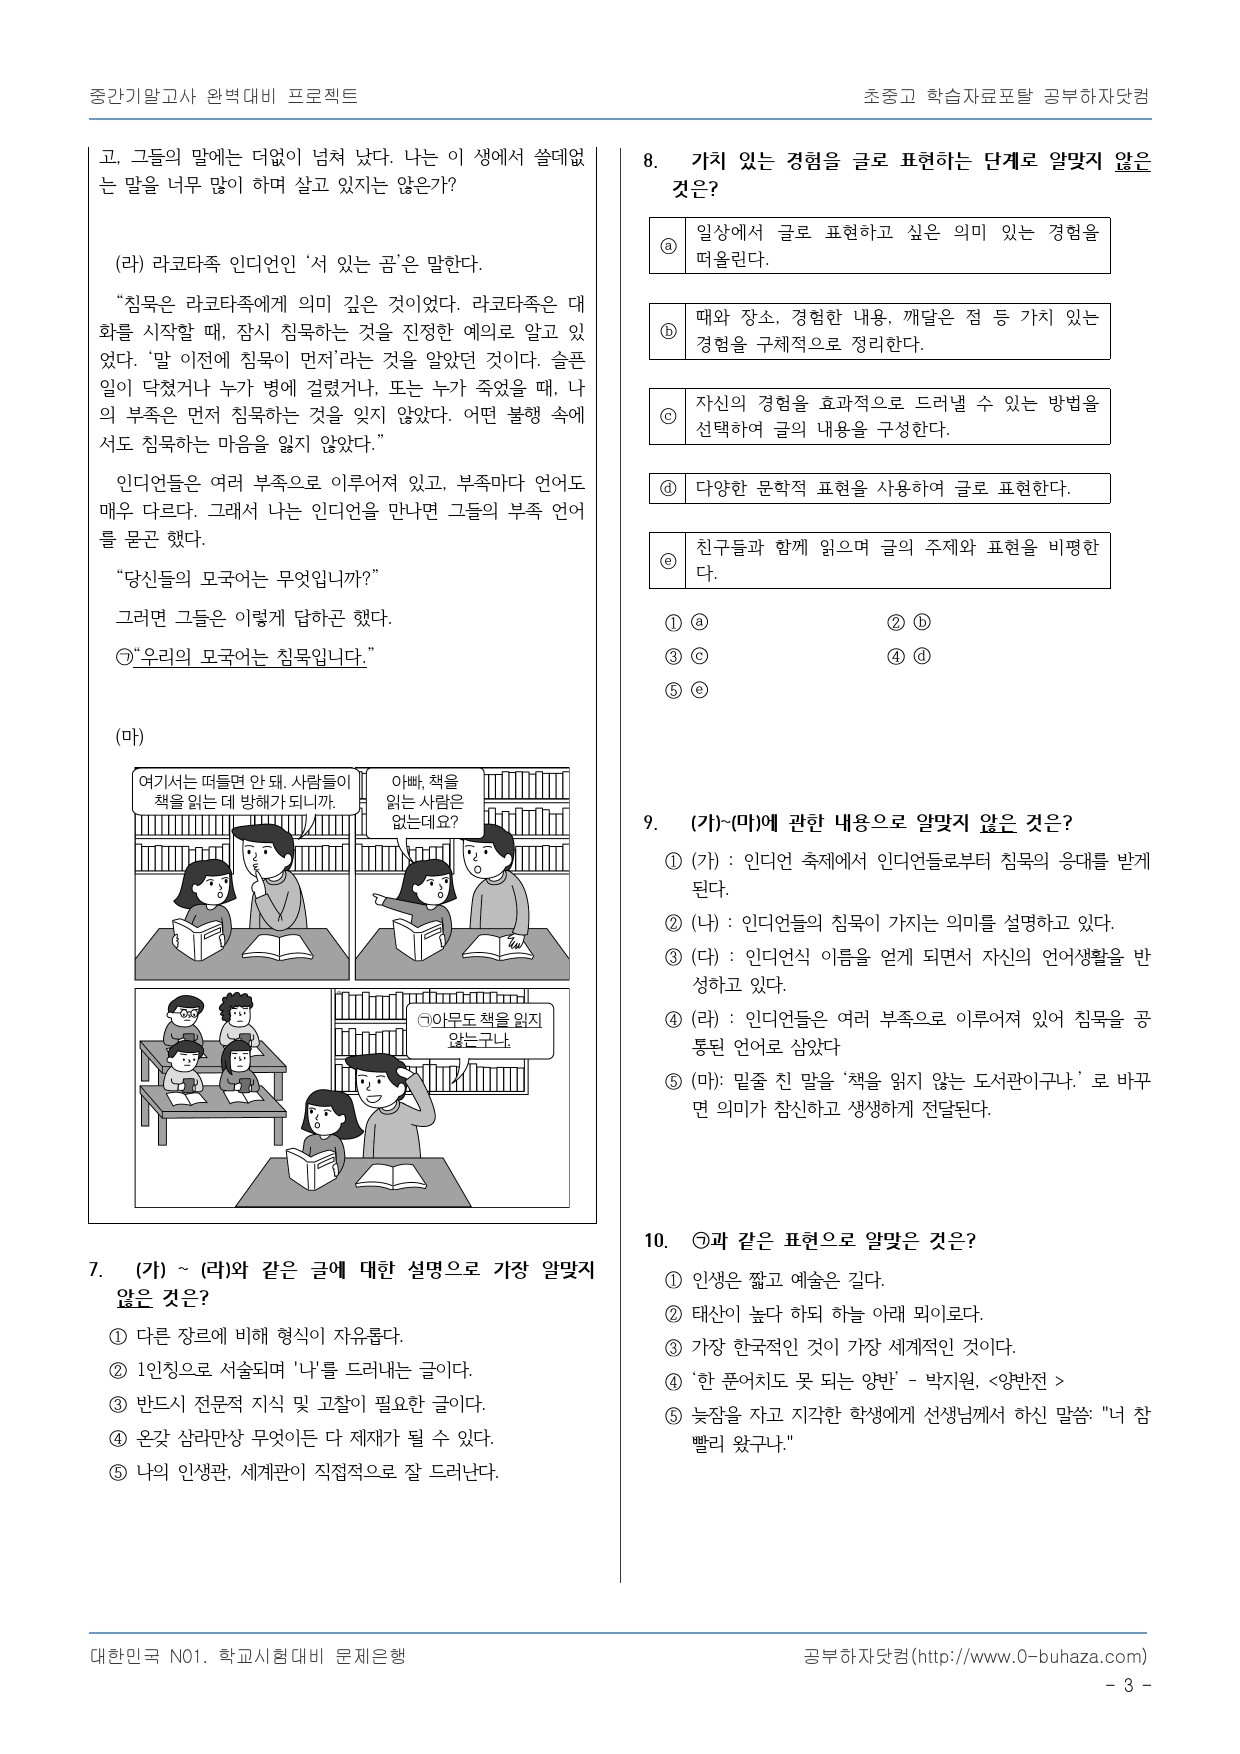 중간기말고사 완벽대비 프로젝트
초중고 학습자료포탈 공부하자닷컴
고, 그들의 말에는 더없이 넘쳐 났다. 나는 이 생에서 쓸데없
는 말을 너무 많이 하며 살고 있지는 않은가?
(라) 라코타족 인디언인 ‘서 있는 곰’은 말한다.
“침묵은 라코타족에게 의미 깊은 것이었다. 라코타족은 대
화를 시작할 때, 잠시 침묵하는 것을 진정한 예의로 알고 있
었다. ‘말 이전에 침묵이 먼저’라는 것을 알았던 것이다. 슬픈
일이 닥쳤거나 누가 병에 걸렸거나, 또는 누가 죽었을 때, 나
의 부족은 먼저 침묵하는 것을 잊지 않았다. 어떤 불행 속에
서도 침묵하는 마음을 잃지 않았다.”
인디언들은 여러 부족으로 이루어져 있고, 부족마다 언어도
매우 다르다. 그래서 나는 인디언을 만나면 그들의 부족 언어
를 묻곤 했다.
“당신들의 모국어는 무엇입니까?”
그러면 그들은 이렇게 답하곤 했다.
㉠“우리의 모국어는 침묵입니다.”
(마)
여기서는 떠들면 안 돼. 사람들이
책을 읽는 데 방해가 되니까.
아빠, 책을
읽는 사람은
없는데요?
㉠아무도 책을 읽지
않는구나.
7. (가) ~ (라)와 같은 글에 대한 설명으로 가장 알맞지
않은 것은?
① 다른 장르에 비해 형식이 자유롭다.
② 1인칭으로 서술되며 '나'를 드러내는 글이다.
③ 반드시 전문적 지식 및 고찰이 필요한 글이다.
④ 온갖 삼라만상 무엇이든 다 제재가 될 수 있다.
⑤ 나의 인생관, 세계관이 직접적으로 잘 드러난다.
8. 가치 있는 경험을 글로 표현하는 단계로 알맞지 않은
것은?
ⓐ 일상에서 글로 표현하고 싶은 의미 있는 경험을
떠올린다.
ⓑ 때와 장소, 경험한 내용, 깨달은 점 등 가치 있는
경험을 구체적으로 정리한다.
ⓒ 자신의 경험을 효과적으로 드러낼 수 있는 방법을
선택하여 글의 내용을 구성한다.
ⓓ 다양한 문학적 표현을 사용하여 글로 표현한다.
ⓔ 친구들과 함께 읽으며 글의 주제와 표현을 비평한
다.
① ⓐ ② ⓑ
③ ⓒ ④ ⓓ
⑤ ⓔ
9. (가)~(마)에 관한 내용으로 알맞지 않은 것은?
① (가) : 인디언 축제에서 인디언들로부터 침묵의 응대를 받게
된다.
② (나) : 인디언들의 침묵이 가지는 의미를 설명하고 있다.
③ (다) : 인디언식 이름을 얻게 되면서 자신의 언어생활을 반
성하고 있다.
④ (라) : 인디언들은 여러 부족으로 이루어져 있어 침묵을 공
통된 언어로 삼았다
⑤ (마): 밑줄 친 말을 ‘책을 읽지 않는 도서관이구나.’ 로 바꾸
면 의미가 참신하고 생생하게 전달된다.
10. ㉠과 같은 표현으로 알맞은 것은?
① 인생은 짧고 예술은 길다.
② 태산이 높다 하되 하늘 아래 뫼이로다.
③ 가장 한국적인 것이 가장 세계적인 것이다.
④ ‘한 푼어치도 못 되는 양반’ - 박지원, <양반전 >
⑤ 늦잠을 자고 지각한 학생에게 선생님께서 하신 말씀: "너 참
빨리 왔구나."
대한민국 N01. 학교시험대비 문제은행
공부하자닷컴(http://www.0-buhaza.com)
- 3 -